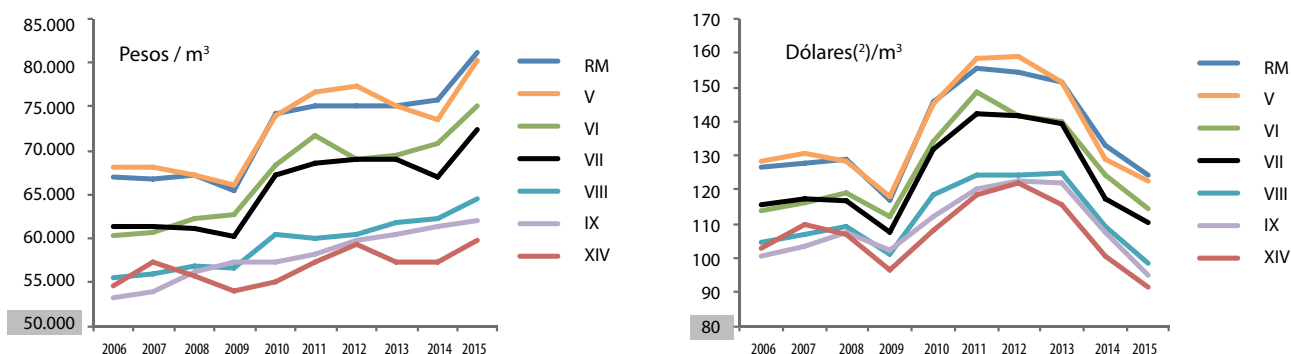 Pesos / m³
85.000
80.000
75.000
70.000
65.000
60.000
55.000
50.000
2006 2007 2008 2009 2010 2011 2012 2013 2014 2015
RM
V
VI
VII
VIII
IX
XIV
Dólares(²)/m³
170
160
150
140
130
120
110
100
90
80
2006 2007 2008 2009 2010 2011 2012 2013 2014 2015
RM
V
VI
VII
VIII
IX
XIV